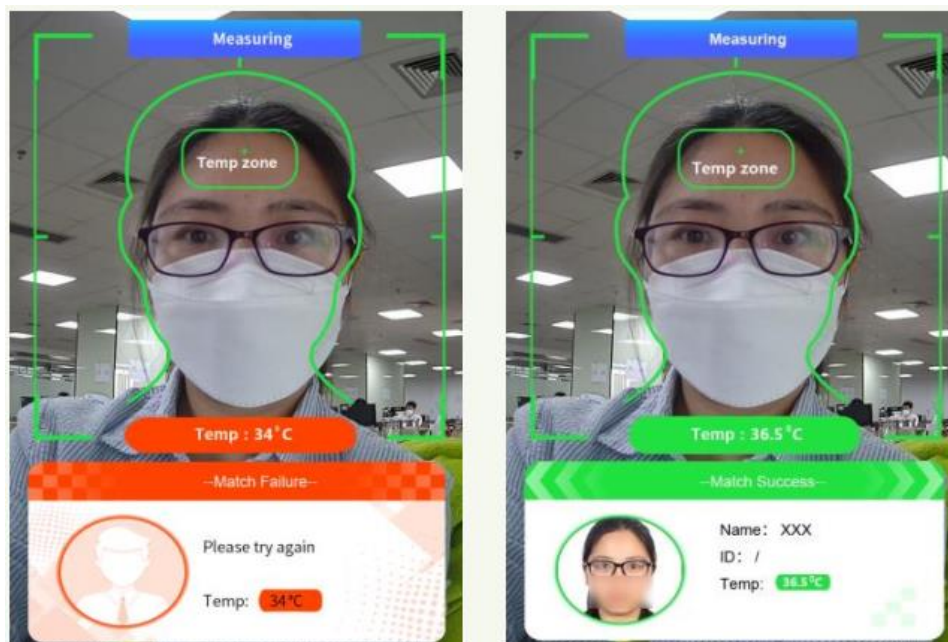 Measuring
Temp zone
Temp : 34°C
--Match Failure--
Please try again
Temp: 34°C
Measuring
Temp zone
Temp : 36.5°C
--Match Success--
Name: XXX
ID: /
Temp: 36.5°C